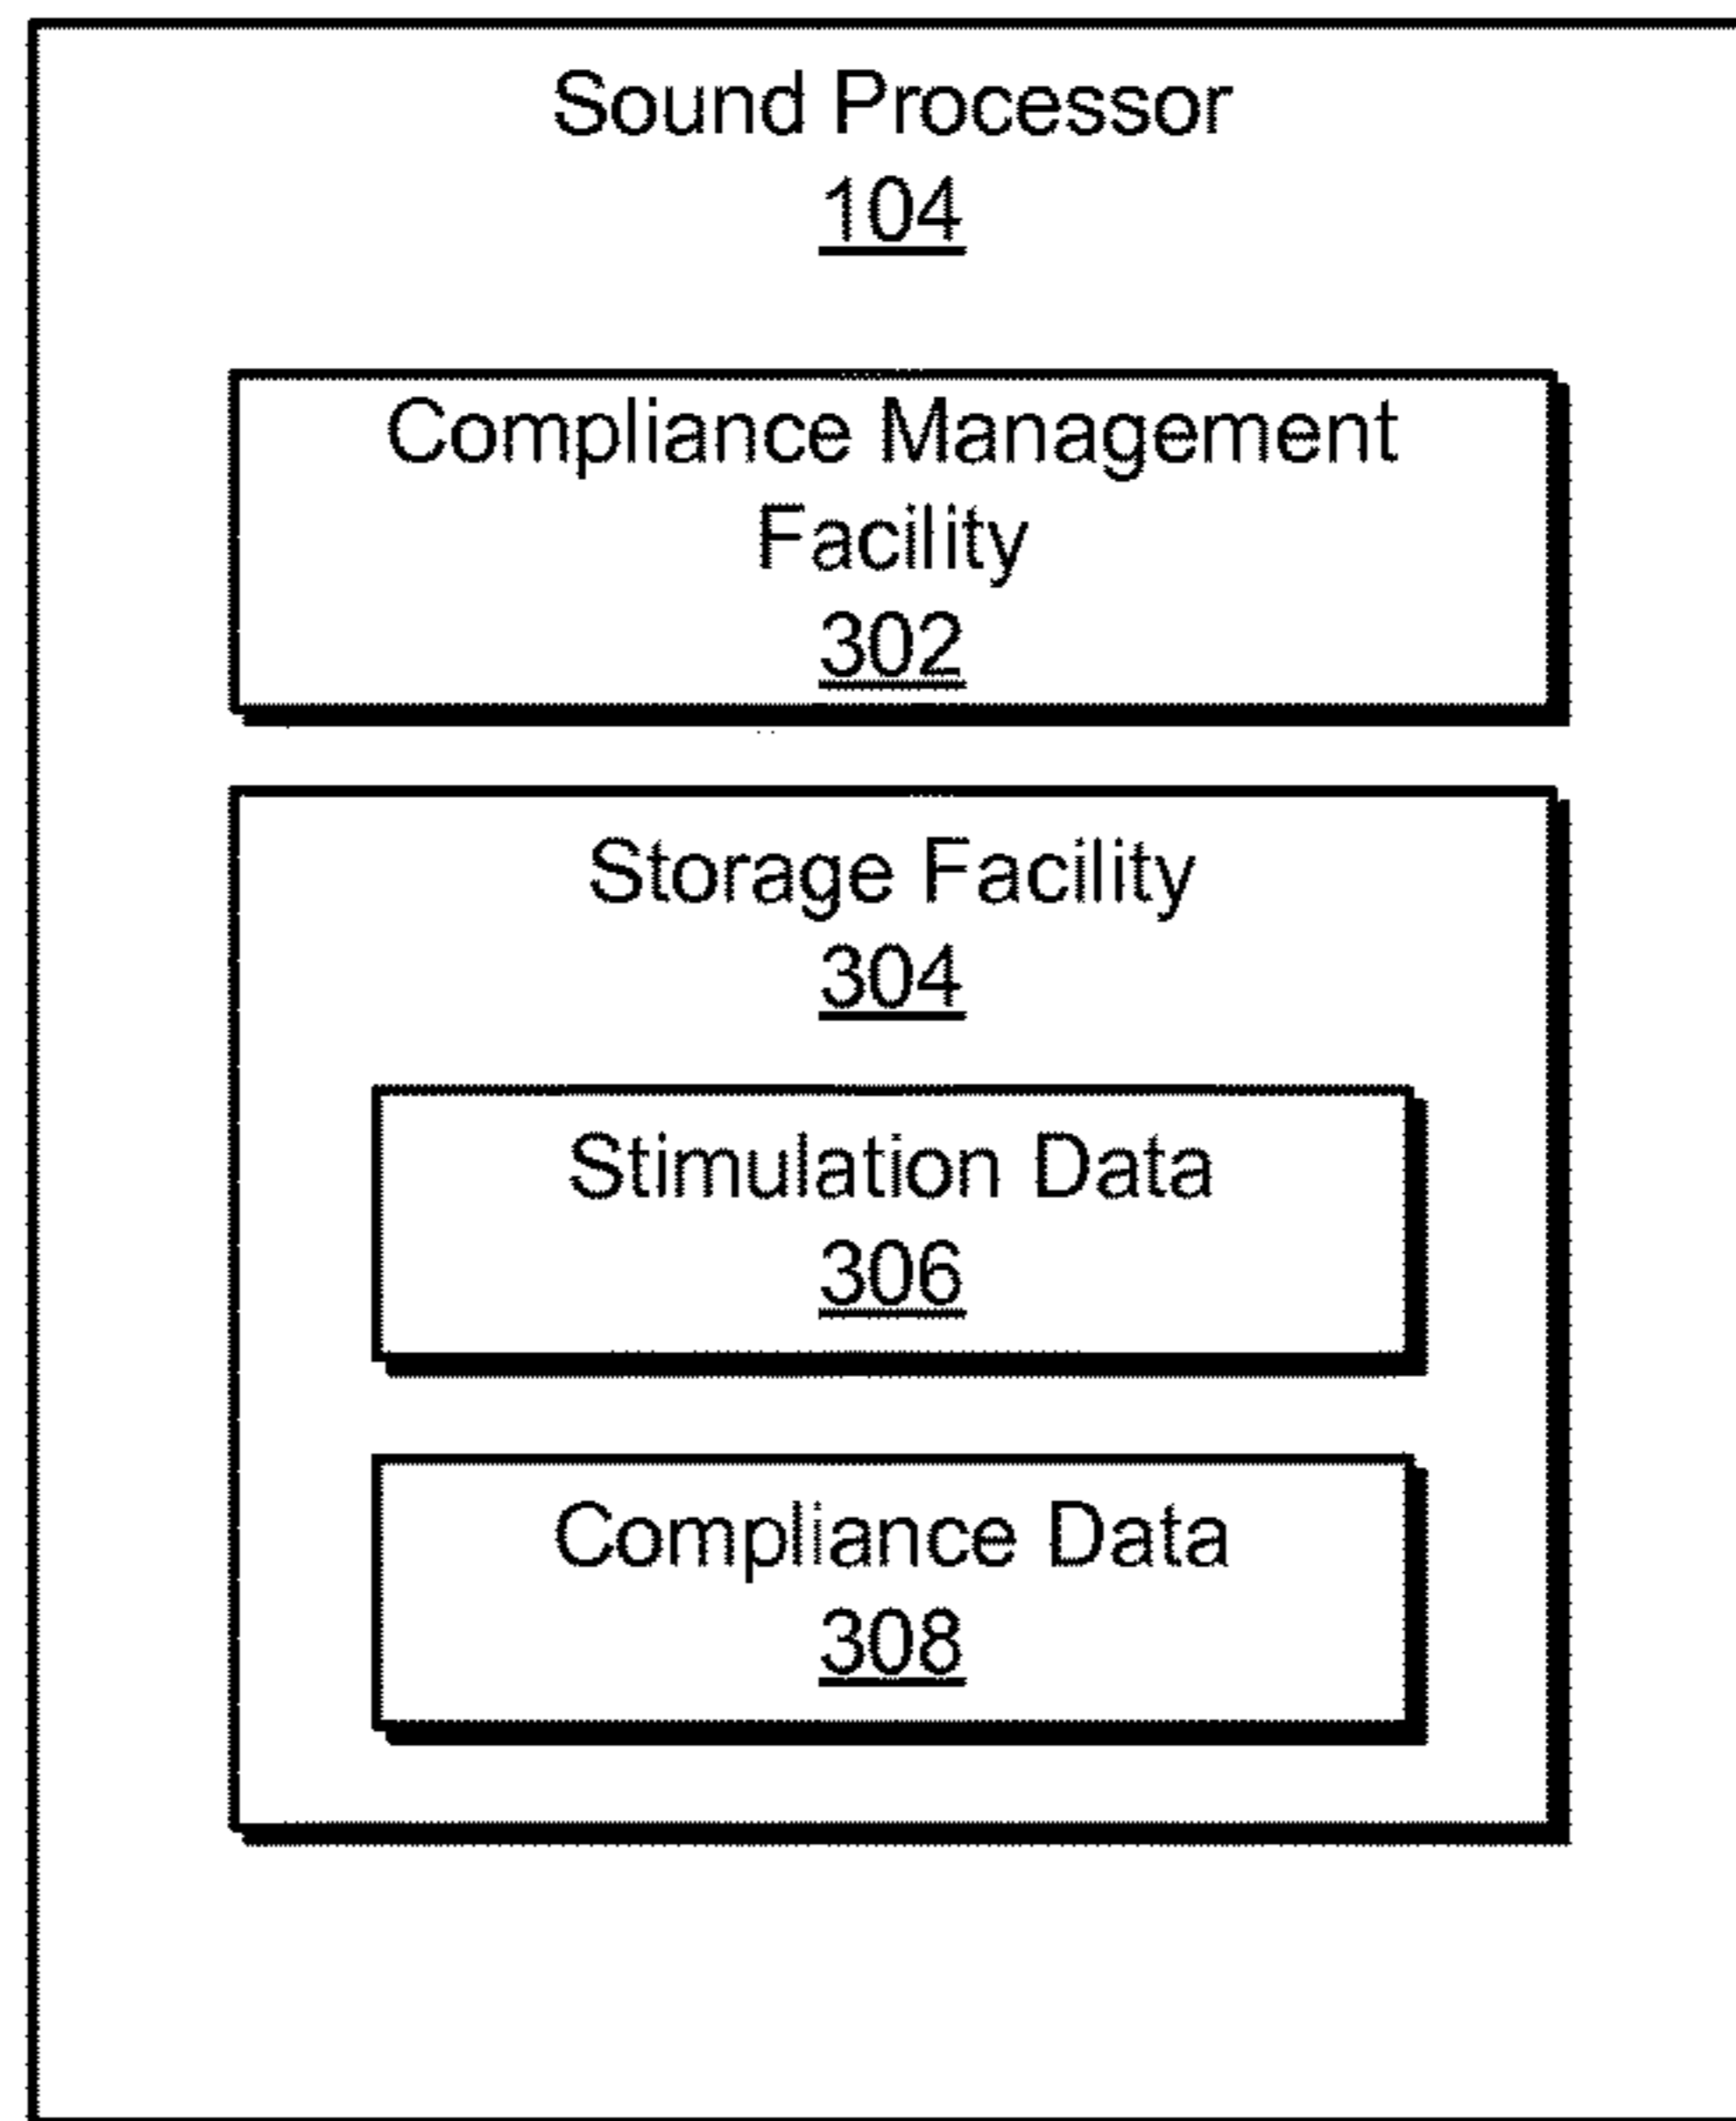 Sound Processor
104
Compliance Management
Facility
302
Storage Facility
304
Stimulation Data
306
Compliance Data
308